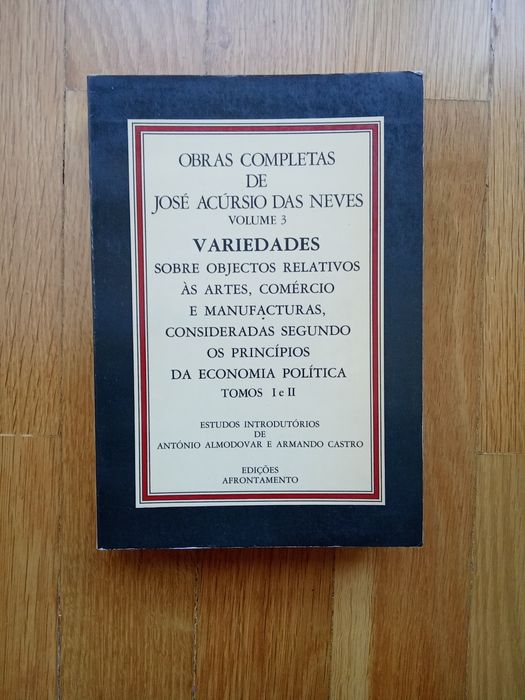 OBRAS COMPLETAS
DE
JOSÉ ACÚRSIO DAS NEVES
VOLUME 3
VARIEDADES
SOBRE OBJECTOS RELATIVOS
ÀS ARTES, COMÉRCIO
E MANUFACTURAS,
CONSIDERADAS SEGUNDO
OS PRINCÍPIOS
DA ECONOMIA POLÍTICA
TOMOS I e II
ESTUDOS INTRODUTÓRIOS
DE
ANTÓNIO ALMODOVAR E ARMANDO CASTRO
EDIÇÕES
AFRONTAMENTO